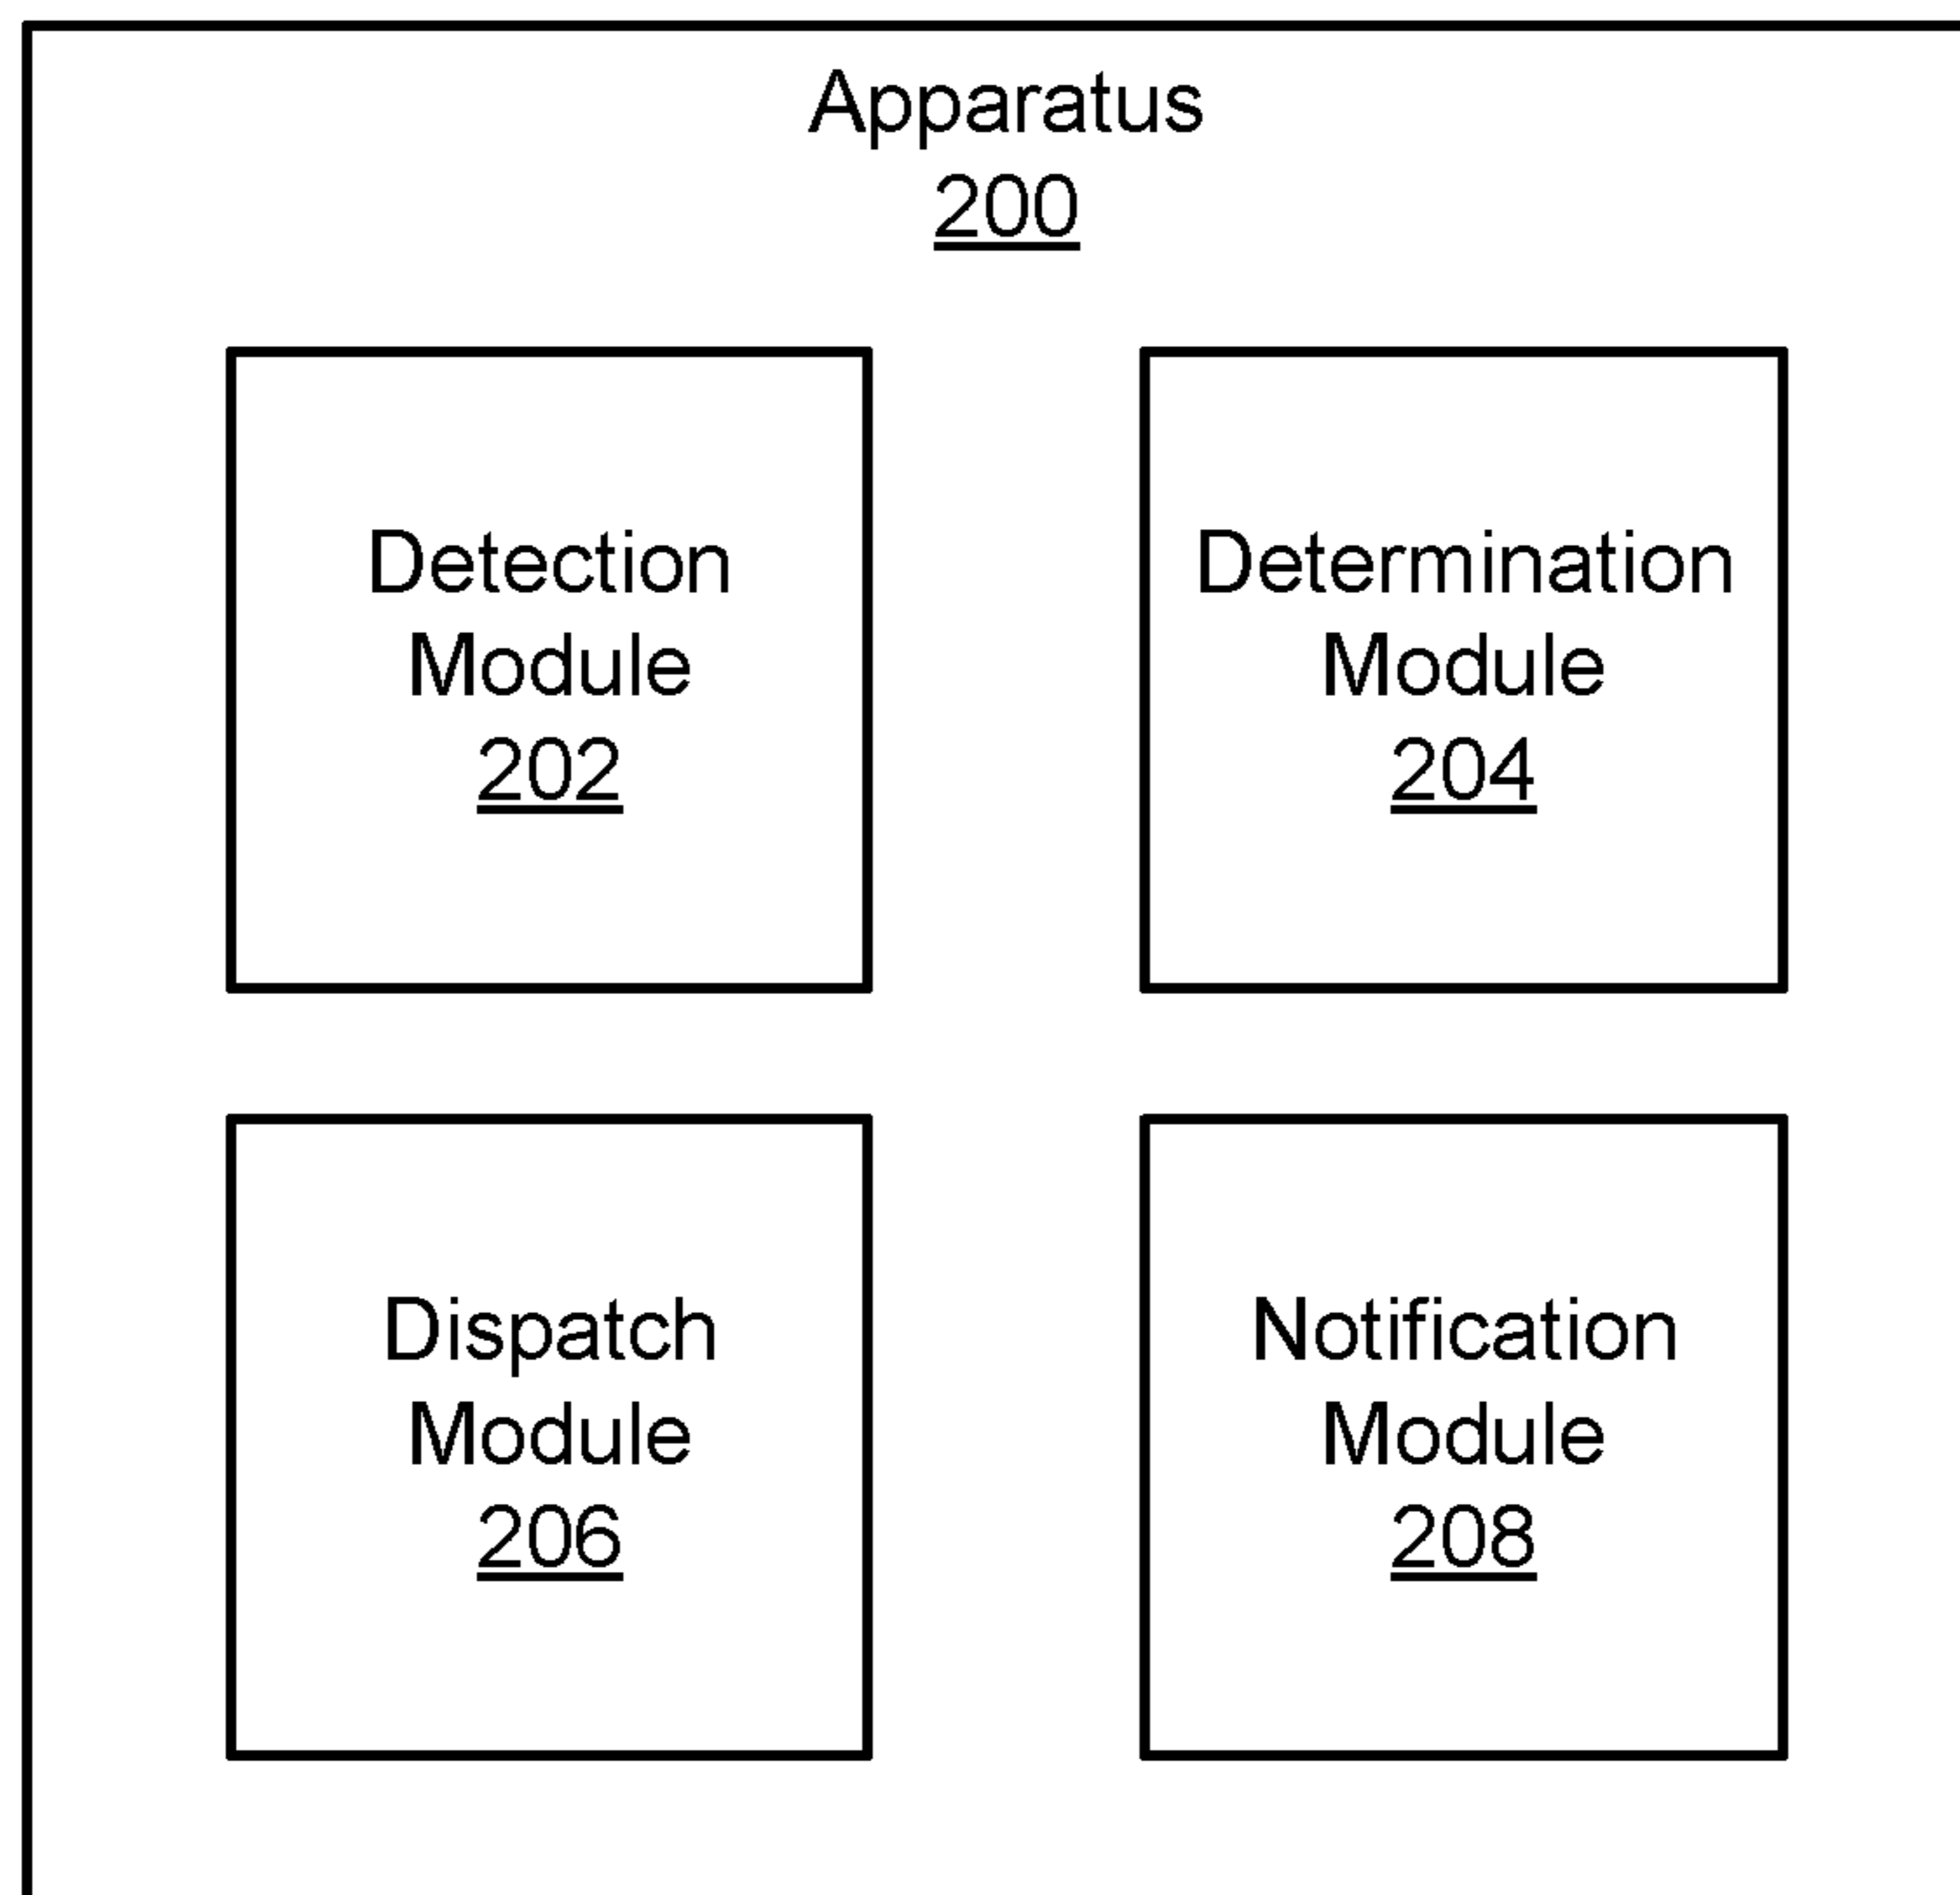 Apparatus
200
Detection
Module
202
Determination
Module
204
Dispatch
Module
206
Notification
Module
208